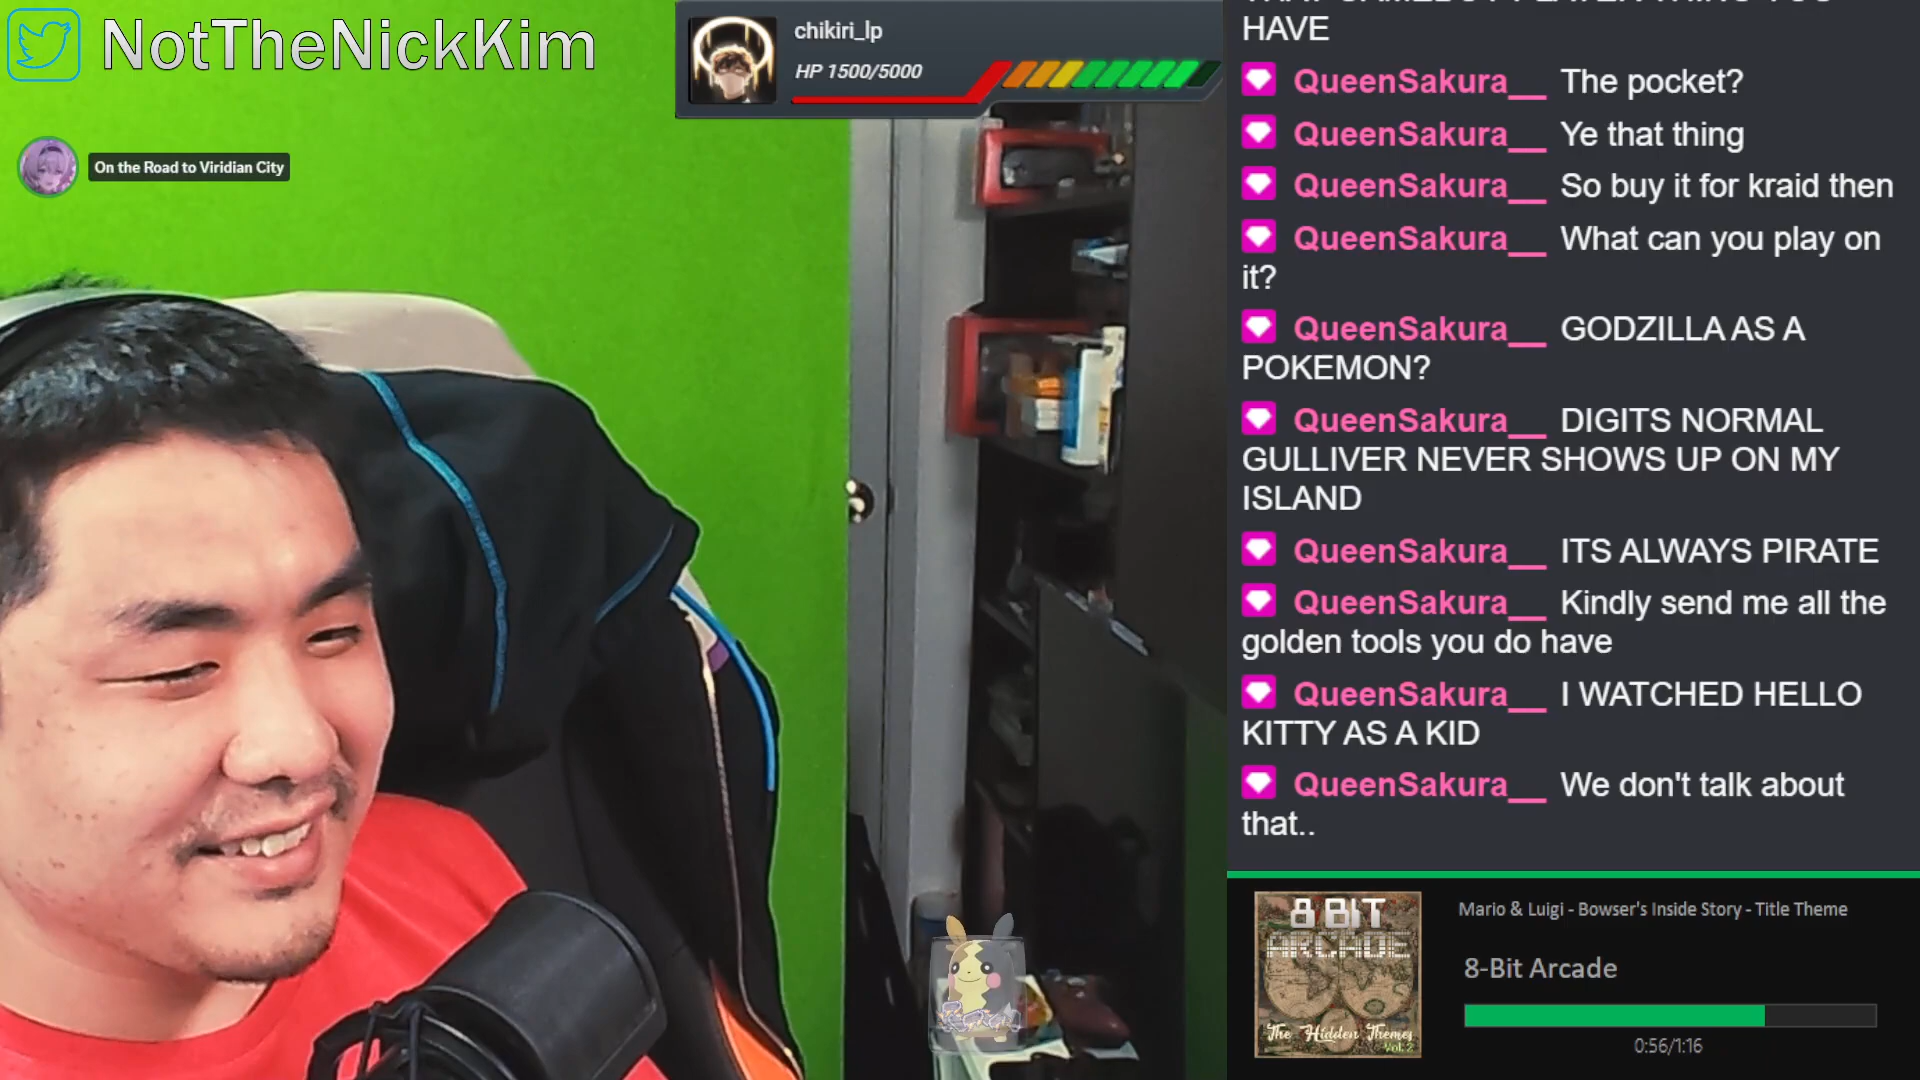 NotTheNickKim
On the Road to Viridian City
chikiri_lp
HP 1500/5000
HAVE
QueenSakura__ The pocket?
QueenSakura__ Ye that thing
QueenSakura__ So buy it for kraid then
QueenSakura__ What can you play on
it?
QueenSakura__ GODZILLA AS A
POKEMON?
QueenSakura__ DIGITS NORMAL
GULLIVER NEVER SHOWS UP ON MY
ISLAND
QueenSakura__ ITS ALWAYS PIRATE
QueenSakura__ Kindly send me all the
golden tools you do have
QueenSakura__ I WATCHED HELLO
KITTY AS A KID
QueenSakura__ We don't talk about
that..
8 BIT
ARCADE
The Hidden Themes
Vol. 2
Mario & Luigi - Bowser's Inside Story - Title Theme
8-Bit Arcade
0:56/1:16